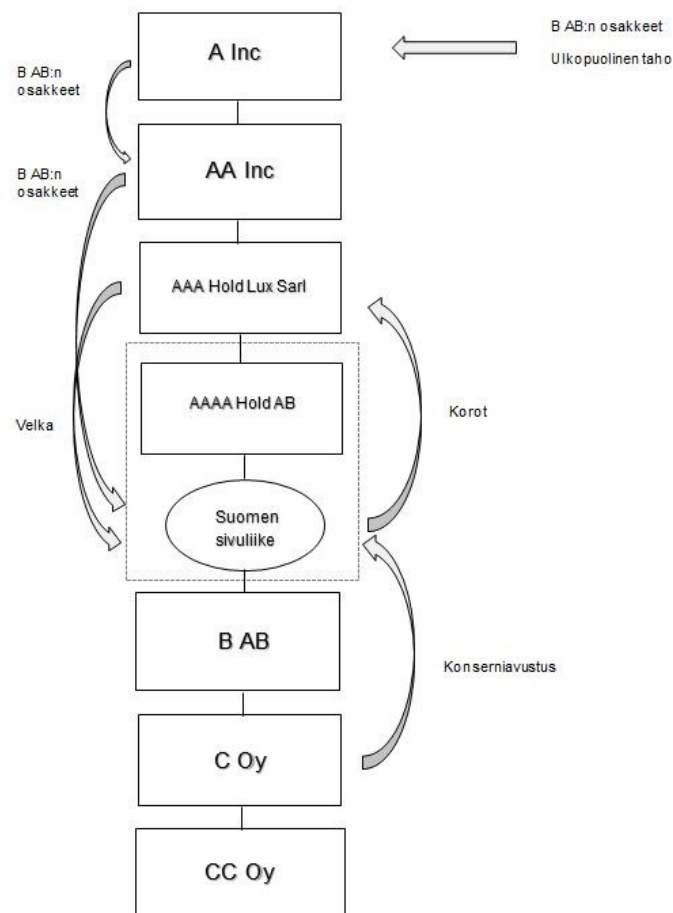 A Inc
B AB:n osakkeet
Ulkopuolinen taho
B AB:n
osakkeet
AA Inc
B AB:n
osakkeet
AAA Hold Lux Sarl
AAAA Hold AB
Velka
Korot
Suomen
sivuliike
B AB
Konserniavustus
C Oy
CC Oy